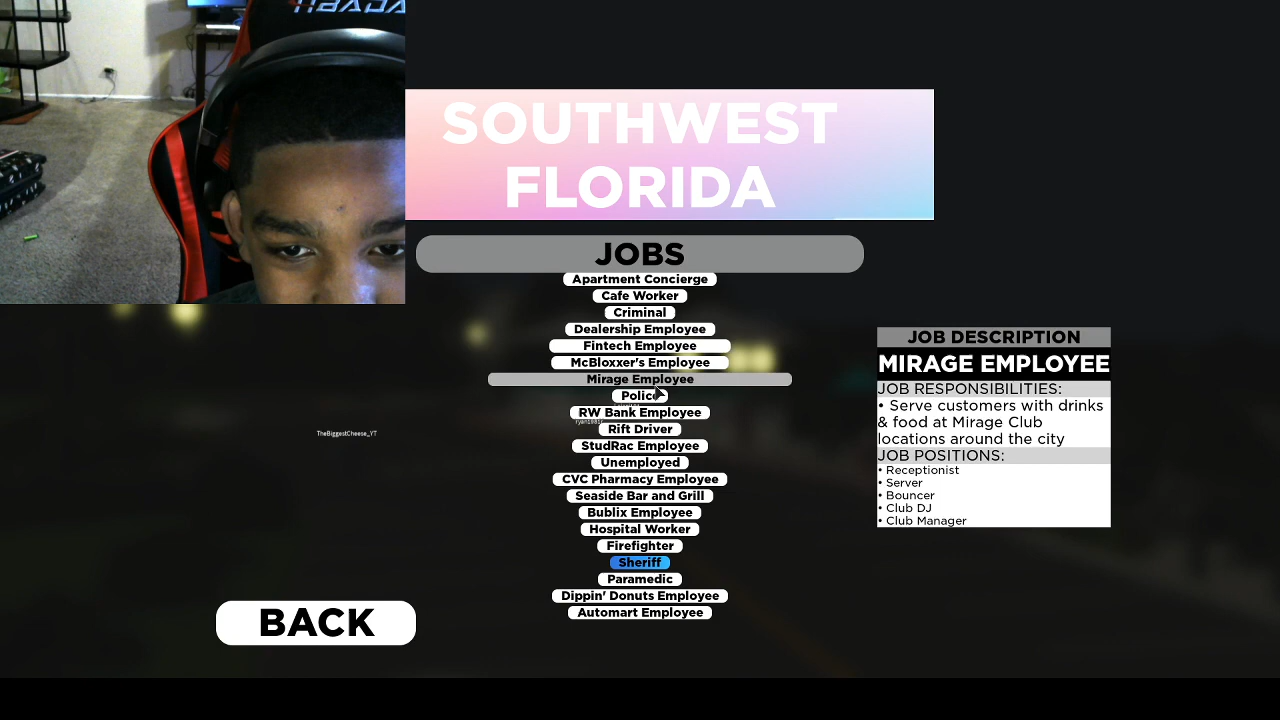 SOUTHWEST
FLORIDA
JOBS
Apartment Concierge
Cafe Worker
Criminal
Dealership Employee
Fintech Employee
McBloxxer's Employee
Mirage Employee
Police
RW Bank Employee
Rift Driver
StudRac Employee
Unemployed
CVC Pharmacy Employee
Seaside Bar and Grill
Bublix Employee
Hospital Worker
Firefighter
Sheriff
Paramedic
Dippin' Donuts Employee
Automart Employee
TheBiggestCheese_YT
JOB DESCRIPTION
MIRAGE EMPLOYEE
JOB RESPONSIBILITIES:
• Serve customers with drinks
& food at Mirage Club
locations around the city
JOB POSITIONS:
• Receptionist
• Server
• Bouncer
• Club DJ
• Club Manager
BACK